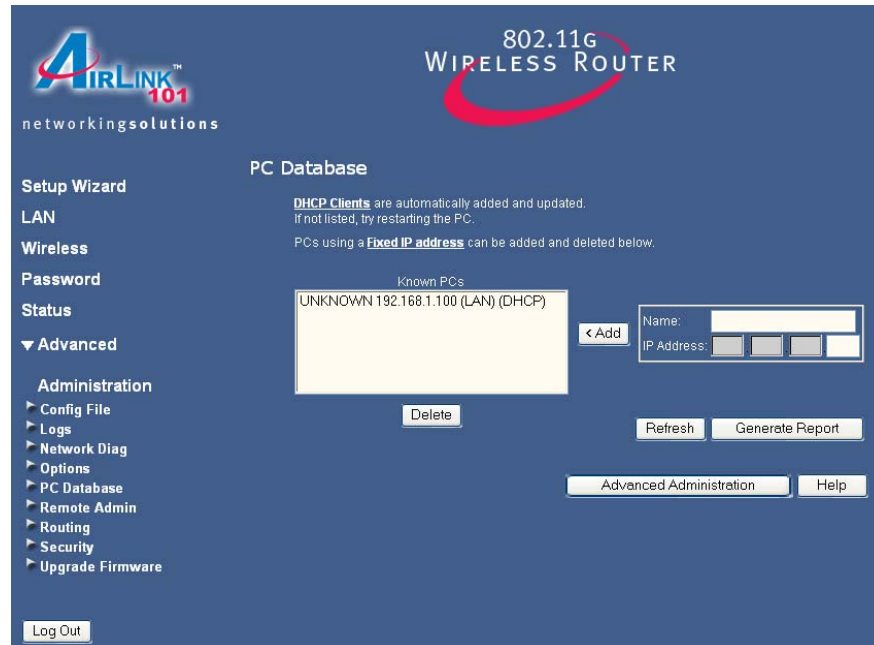 AirLink™
101
networkingsolutions
802.11G
Wireless Router
Setup Wizard
LAN
Wireless
Password
Status
Advanced
Administration
Config File
Logs
Network Diag
Options
PC Database
Remote Admin
Routing
Security
Upgrade Firmware
Log Out
PC Database
DHCP Clients are automatically added and updated.
If not listed, try restarting the PC.
PCs using a Fixed IP address can be added and deleted below.
Known PCs
UNKNOWN 192.168.1.100 (LAN) (DHCP)
< Add
Name:
IP Address:
Delete
Refresh
Generate Report
Advanced Administration
Help